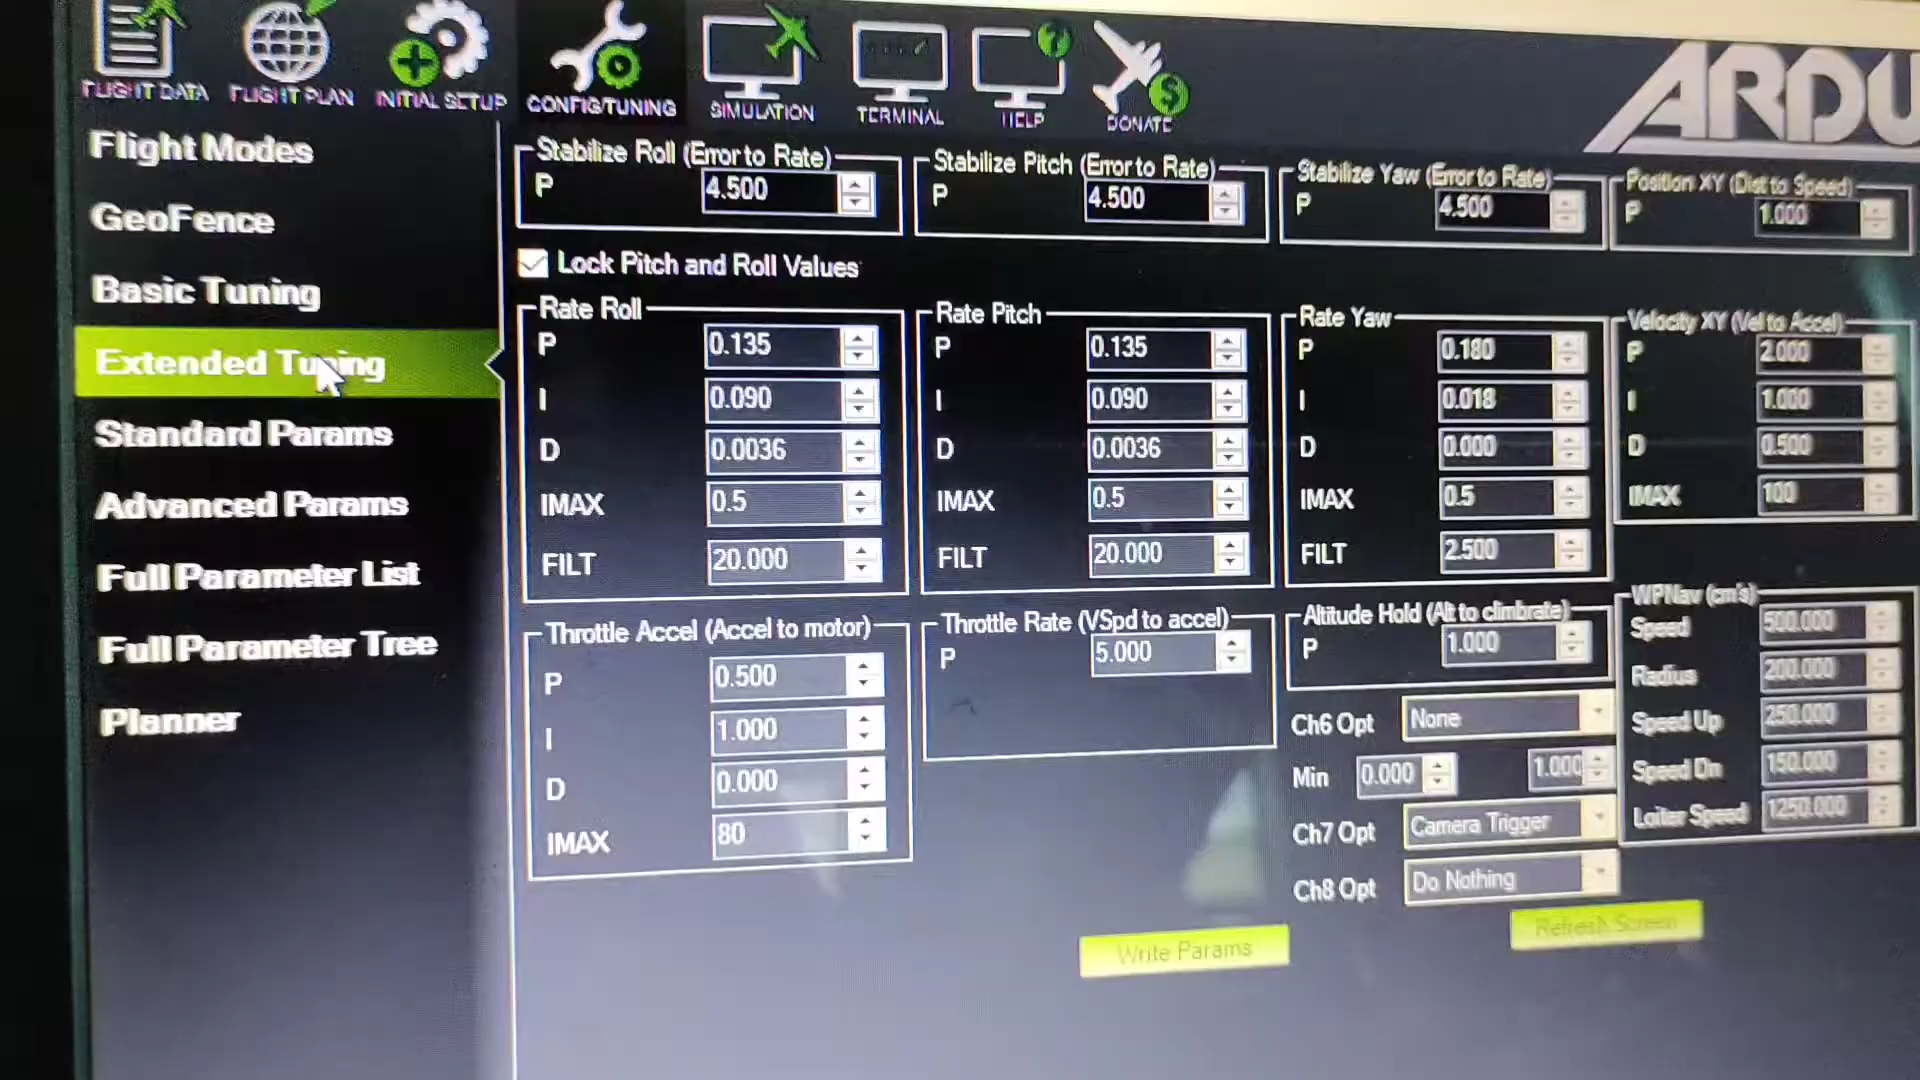 FLIGHT DATA
FLIGHT PLAN
INITIAL SETUP
CONFIG/TUNING
SIMULATION
TERMINAL
HELP
DONATE
ARDU
Flight Modes
GeoFence
Basic Tuning
Extended Tuning
Standard Params
Advanced Params
Full Parameter List
Full Parameter Tree
Planner
Stabilize Roll (Error to Rate)
P 4.500
Stabilize Pitch (Error to Rate)
P 4.500
Stabilize Yaw (Error to Rate)
P 4.500
Position XY (Dist to Speed)
P 1.000
Lock Pitch and Roll Values
Rate Roll
P 0.135
I 0.090
D 0.0036
IMAX 0.5
FILT 20.000
Rate Pitch
P 0.135
I 0.090
D 0.0036
IMAX 0.5
FILT 20.000
Rate Yaw
P 0.180
I 0.018
D 0.000
IMAX 0.5
FILT 2.500
Velocity XY (Vel to Accel)
P 2.000
I 1.000
D 0.500
IMAX 100
Throttle Accel (Accel to motor)
P 0.500
I 1.000
D 0.000
IMAX 80
Throttle Rate (VSpd to accel)
P 5.000
Altitude Hold (Alt to climbrate)
P 1.000
Ch6 Opt None
Min 0.000 1.000
Ch7 Opt Camera Trigger
Ch8 Opt Do Nothing
WPNav (cm's)
Speed 500.000
Radius 200.000
Speed Up 250.000
Speed Dn 150.000
Loiter Speed 1250.000
Write Params
Refresh Screen